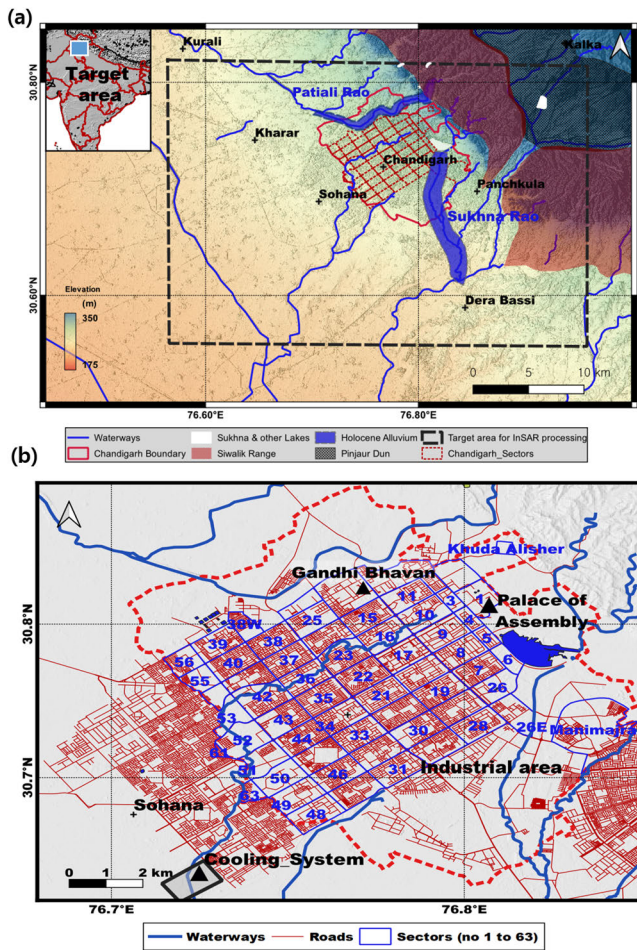 (a)
Kurali
Kalka
30.80°N
Target
area
Patiali Rao
Kharar
Chandigarh
Sohana
Panchkula
Sukhna Rao
Elevation
(m)
350
175
30.60°N
Dera Bassi
0 5 10 km
76.60°E 76.80°E
Waterways Sukhna & other Lakes Holocene Alluvium Target area for InSAR processing
Chandigarh Boundary Siwalik Range Pinjaur Dun Chandigarh_Sectors
(b)
Khuda Alisher
Gandhi Bhavan
11 3 1 Palace of
Assembly
30.8°N
38W 25 15 10 4
39 38 16 9 5
56 40 37 23 17 8 6
55 36 22 7
42 35 21 19 26
53 43 34 33 30 28 26E Manimajra
52 44
61
51 50 46 31 Industrial area
30.7°N
63 49
48
Sohana
Cooling_System
0 1 2 km
76.7°E 76.8°E
Waterways Roads Sectors (no 1 to 63)